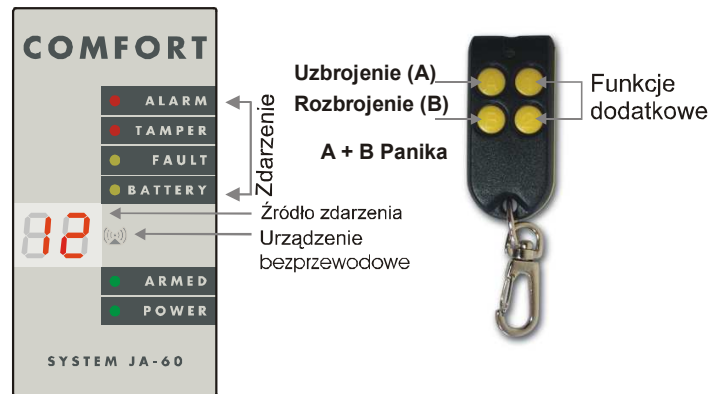 COMFORT
ALARM
TAMPER
FAULT
BATTERY
Zdarzenie
12
Źródło zdarzenia
Urządzenie
bezprzewodowe
ARMED
POWER
SYSTEM JA-60
Uzbrojenie (A)
Rozbrojenie (B)
A + B Panika
Funkcje
dodatkowe